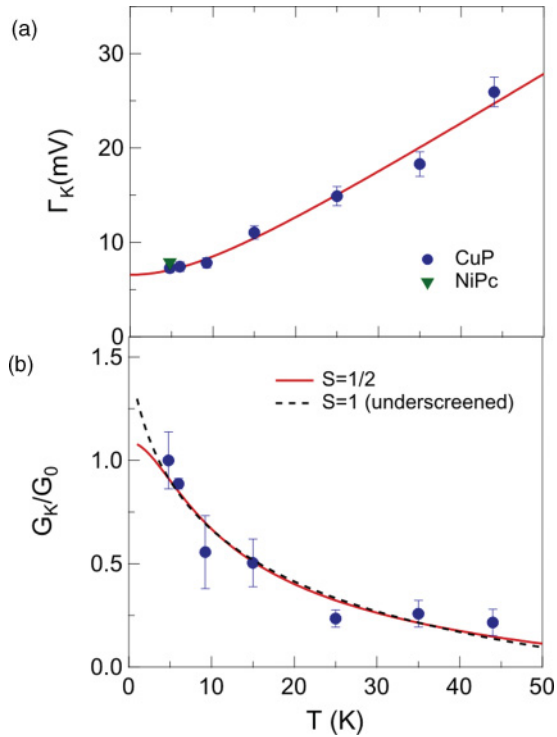 (a)
30
20
10
0
Γ_K(mV)
CuP
NiPc
(b)
1.5
1.0
0.5
0.0
G_K/G_0
S=1/2
S=1 (underscreened)
0 10 20 30 40 50
T (K)